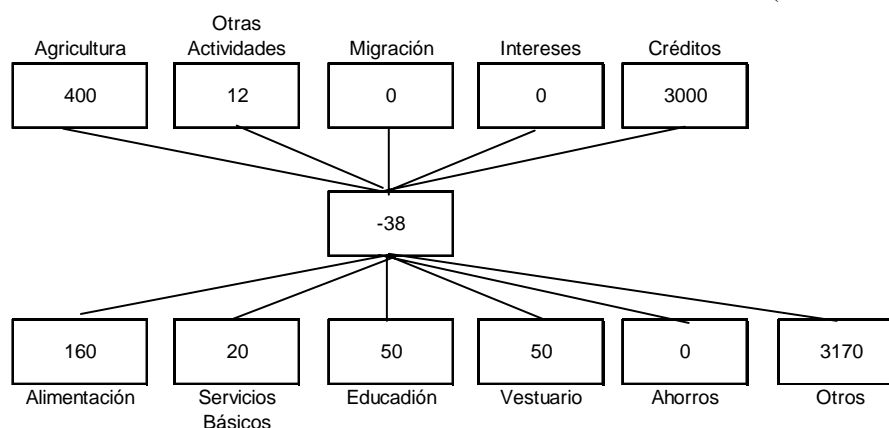 Otras
Agricultura Actividades Migración Intereses Créditos
400 12 0 0 3000
-38
160 20 50 50 0 3170
Alimentación Servicios Educadión Vestuario Ahorros Otros
Básicos